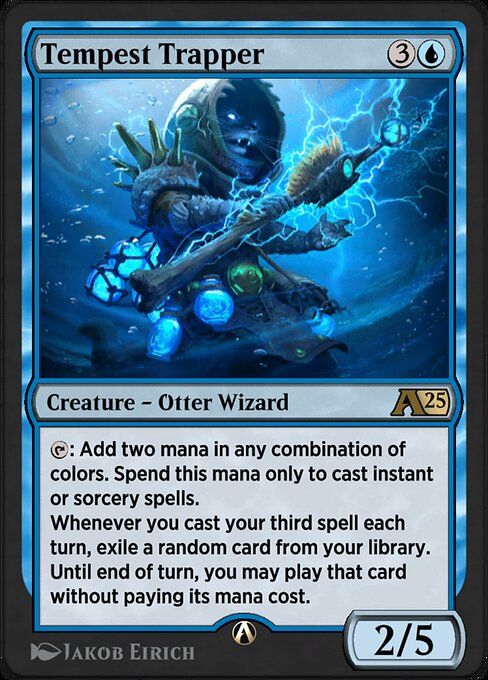 Tempest Trapper 3
Creature – Otter Wizard A25
: Add two mana in any combination of
colors. Spend this mana only to cast instant
or sorcery spells.
Whenever you cast your third spell each
turn, exile a random card from your library.
Until end of turn, you may play that card
without paying its mana cost.
2/5
Jakob Eirich